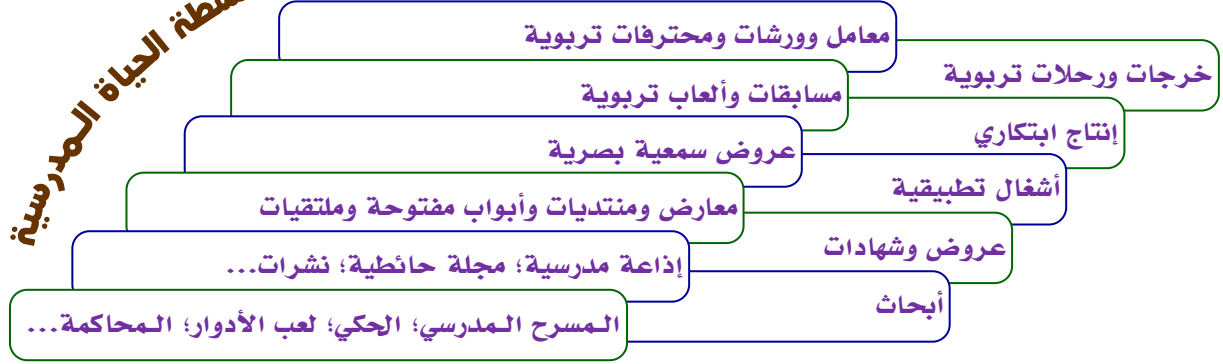 الحياة المدرسية
معامل وورشات ومحترفات تربوية
خرجات ورحلات تربوية
مسابقات وألعاب تربوية
إنتاج ابتكاري
عروض سمعية بصرية
أشغال تطبيقية
معارض ومنتديات وأبواب مفتوحة وملتقيات
عروض وشهادات
إذاعة مدرسية؛ مجلة حائطية؛ نشرات...
أبحاث
المسرح المدرسي؛ الحكي؛ لعب الأدوار؛ المحاكمة...